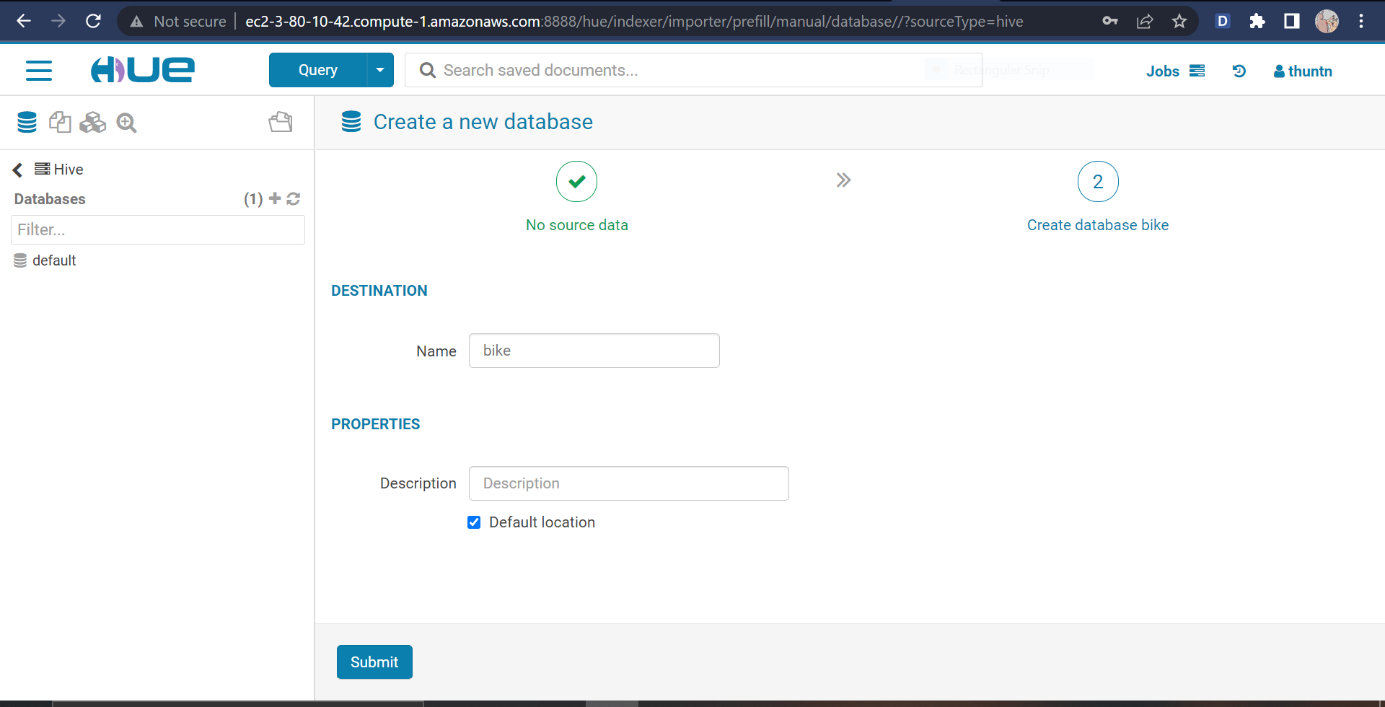 Not secure | ec2-3-80-10-42.compute-1.amazonaws.com:8888/hue/indexer/importer/prefill/manual/database//?sourceType=hive
D
HUE
Query
Search saved documents...
Rectangular Snip
Jobs
thuntn
Create a new database
Hive
Databases (1)
Filter...
default
2
No source data
Create database bike
DESTINATION
Name bike
PROPERTIES
Description Description
Default location
Submit